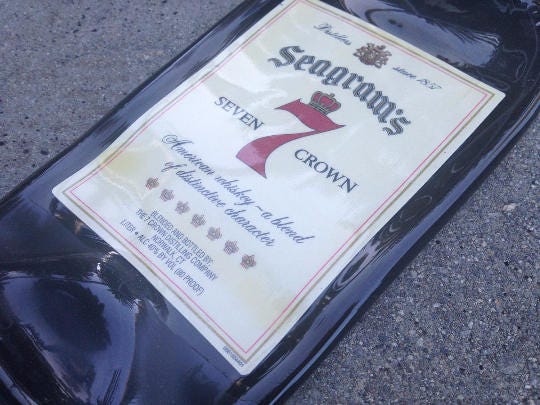 Distillers since 1857
Seagram's
7
SEVEN CROWN
American whiskey—a blend
of distinctive character
BLENDED AND BOTTLED BY:
THE 7 CROWN DISTILLING COMPANY
NORWALK, CT
LITER • ALC 40% BY VOL (80 PROOF)